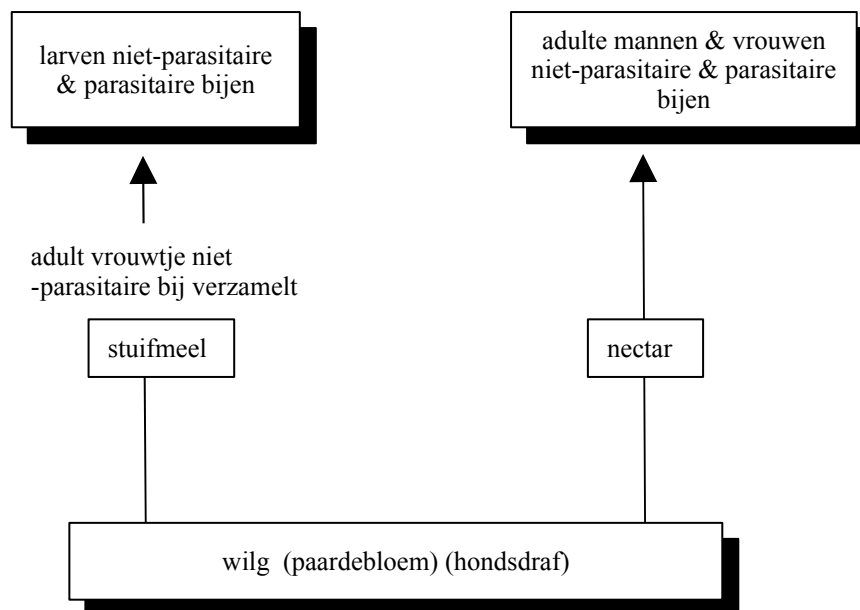 larven niet-parasitaire
& parasitaire bijen
adulte mannen & vrouwen
niet-parasitaire & parasitaire
bijen
adult vrouwtje niet
-parasitaire bij verzamelt
stuifmeel
nectar
wilg (paardebloem) (hondsdraf)